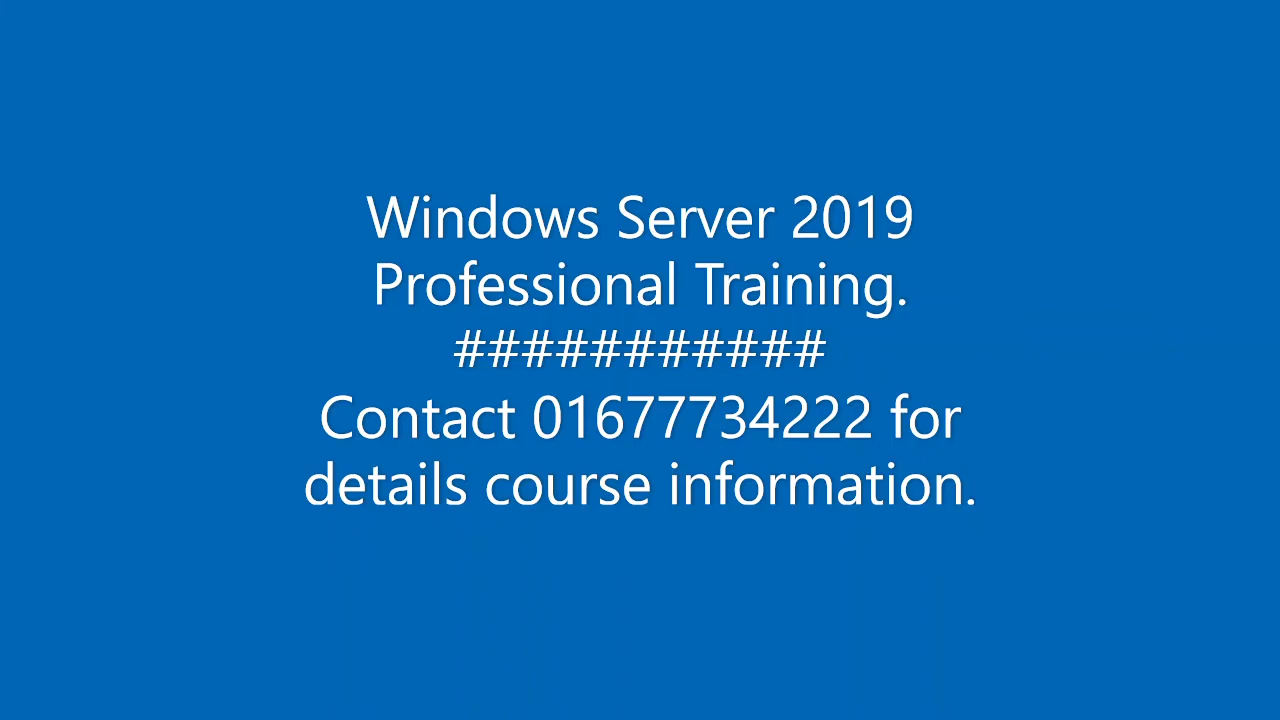 Windows Server 2019
Professional Training.
###########
Contact 01677734222 for
details course information.